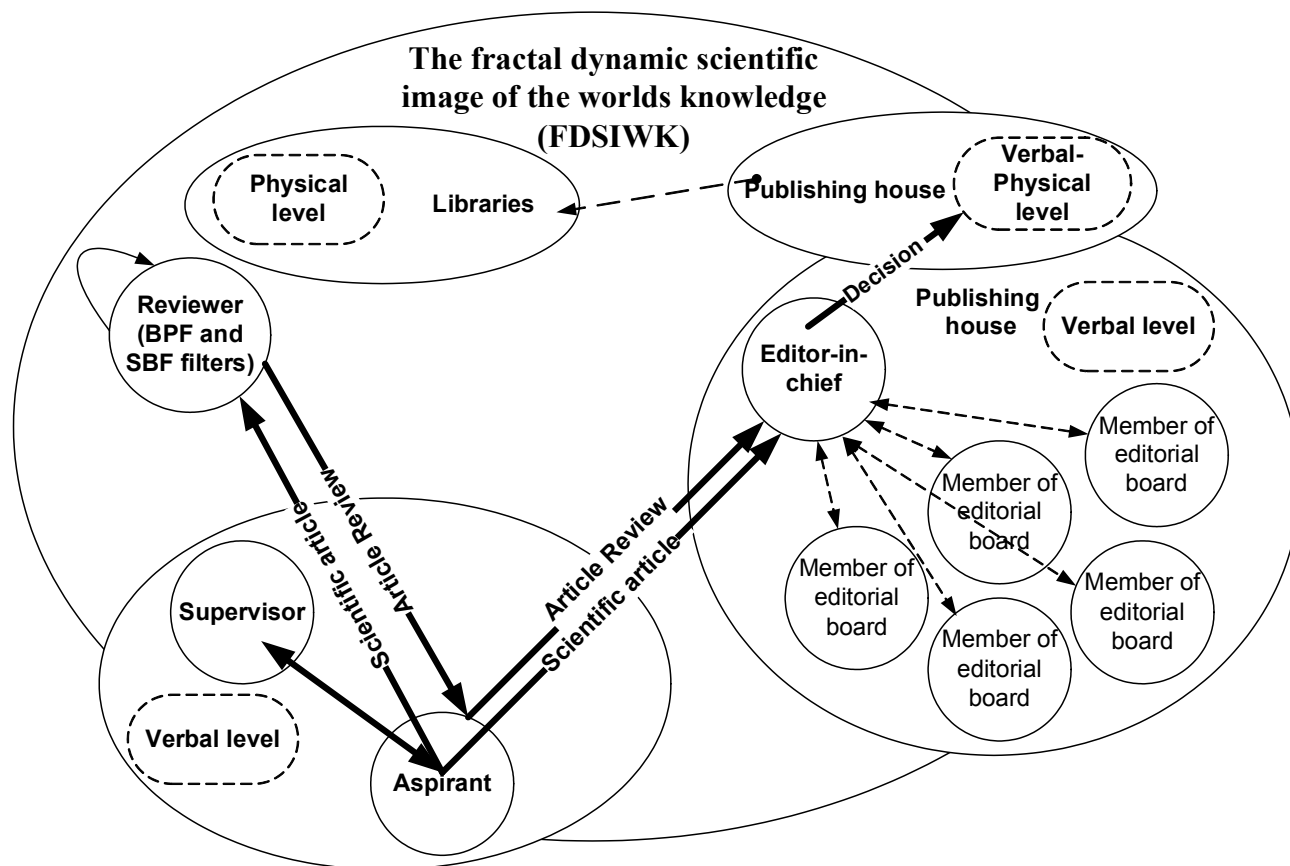 The fractal dynamic scientific
image of the worlds knowledge
(FDSIWK)
Physical
level
Libraries
Publishing house
Verbal-
Physical
level
Decision
Reviewer
(BPF and
SBF filters)
Publishing
house
Verbal level
Editor-in-
chief
Member of
editorial
board
Member of
editorial
board
Member of
editorial
board
Member of
editorial
board
Member of
editorial
board
Article Review
Scientific article
Article Review
Scientific article
Supervisor
Verbal level
Aspirant